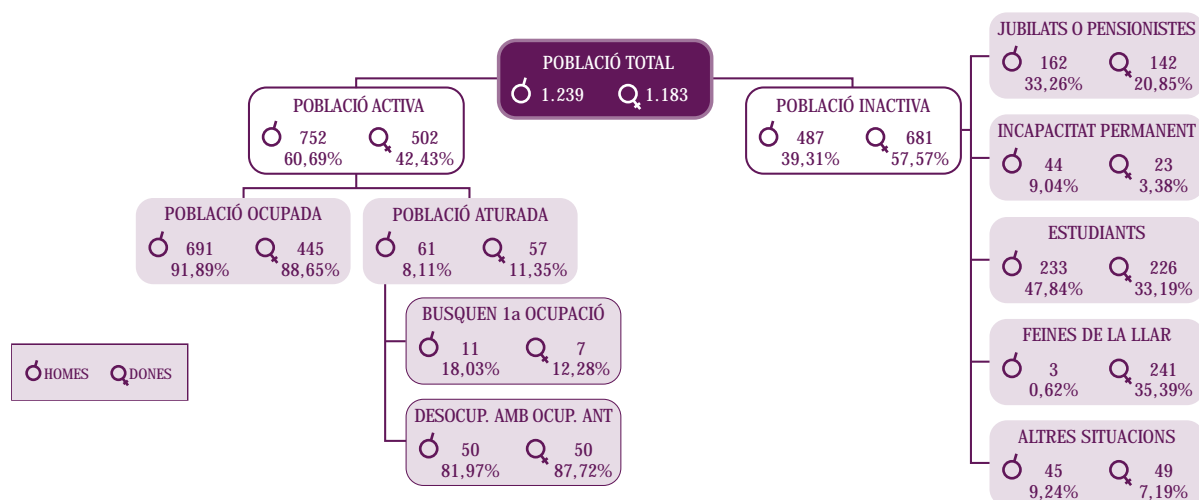 POBLACIÓ TOTAL
1.239 1.183
POBLACIÓ ACTIVA
752 502
60,69% 42,43%
POBLACIÓ OCUPADA
691 445
91,89% 88,65%
POBLACIÓ ATURADA
61 57
8,11% 11,35%
BUSQUEN 1a OCUPACIÓ
11 7
18,03% 12,28%
DESOCUP. AMB OCUP. ANT
50 50
81,97% 87,72%
POBLACIÓ INACTIVA
487 681
39,31% 57,57%
JUBILATS O PENSIONISTES
162 142
33,26% 20,85%
INCAPACITAT PERMANENT
44 23
9,04% 3,38%
ESTUDIANTS
233 226
47,84% 33,19%
FEINES DE LA LLAR
3 241
0,62% 35,39%
ALTRES SITUACIONS
45 49
9,24% 7,19%
HOMES DONES